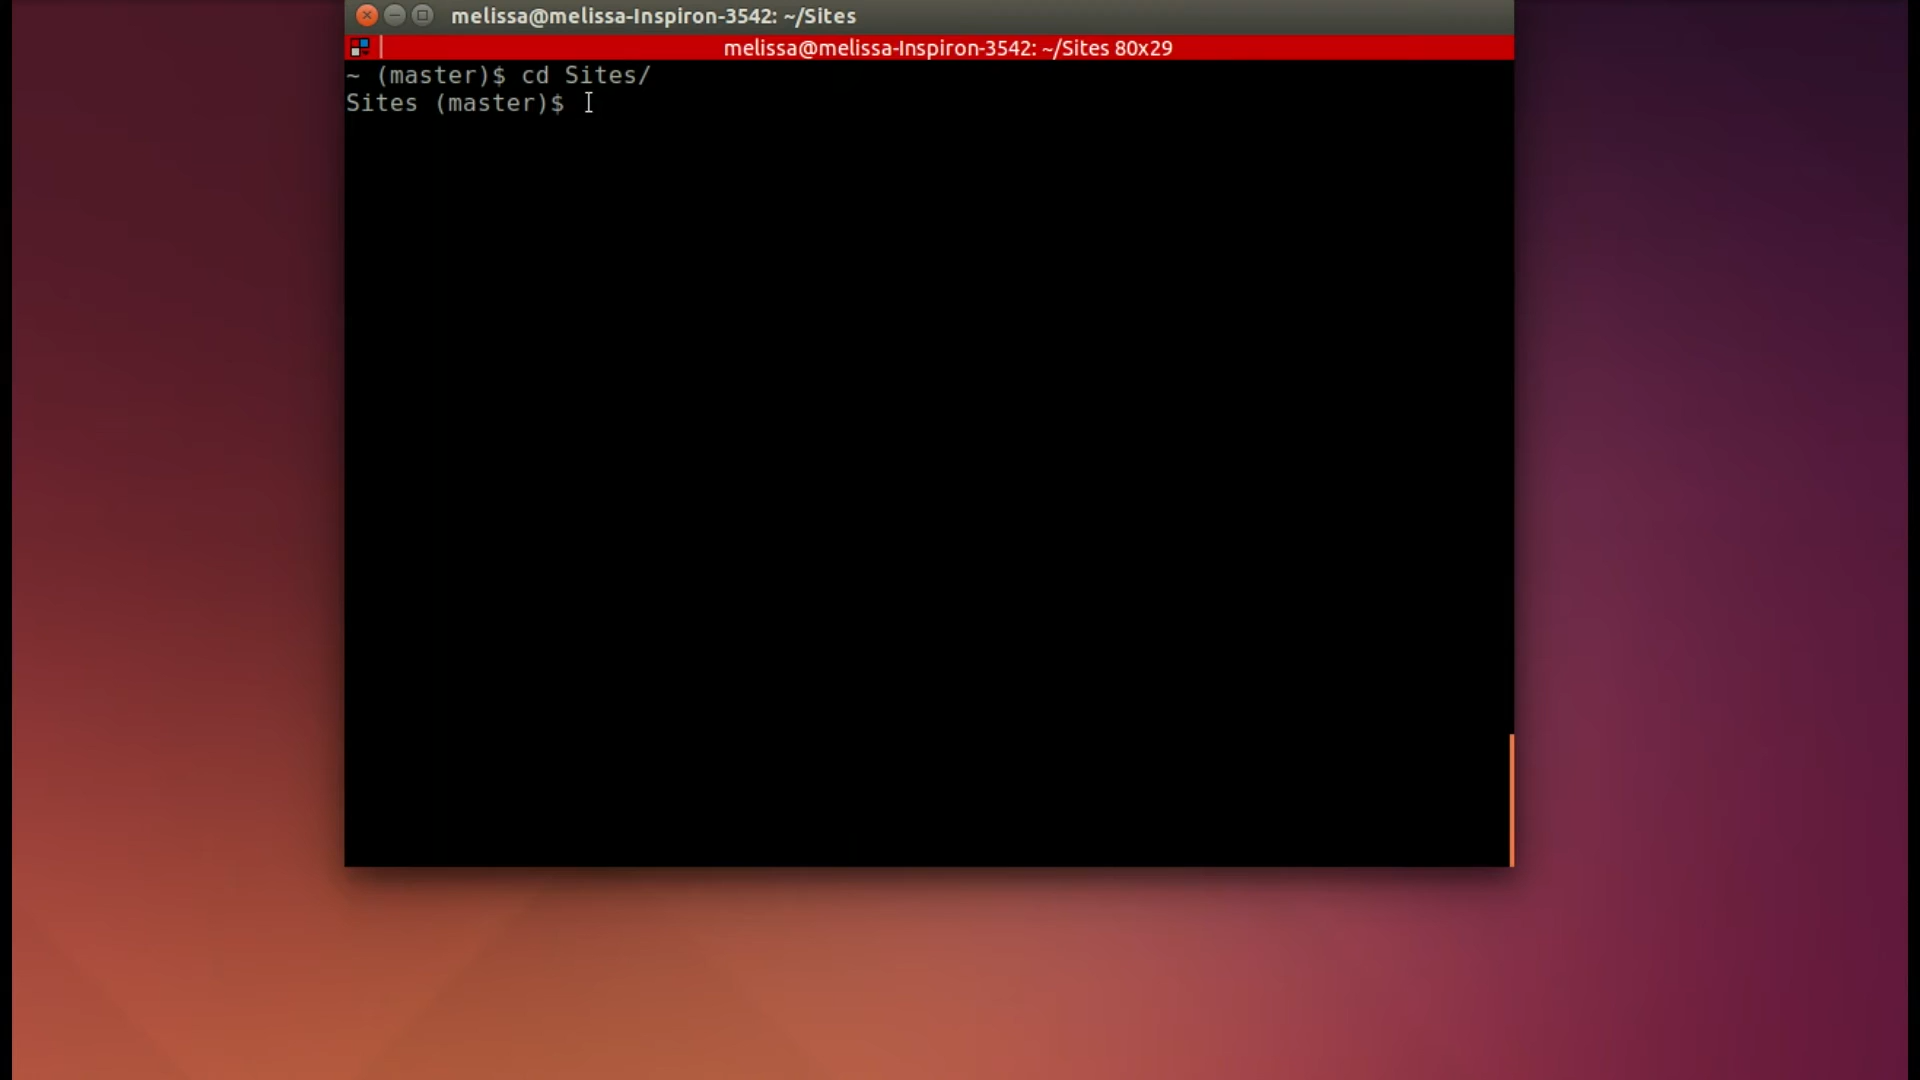 melissa@melissa-Inspiron-3542: ~/Sites
melissa@melissa-Inspiron-3542: ~/Sites 80x29
~ (master)$ cd Sites/
Sites (master)$